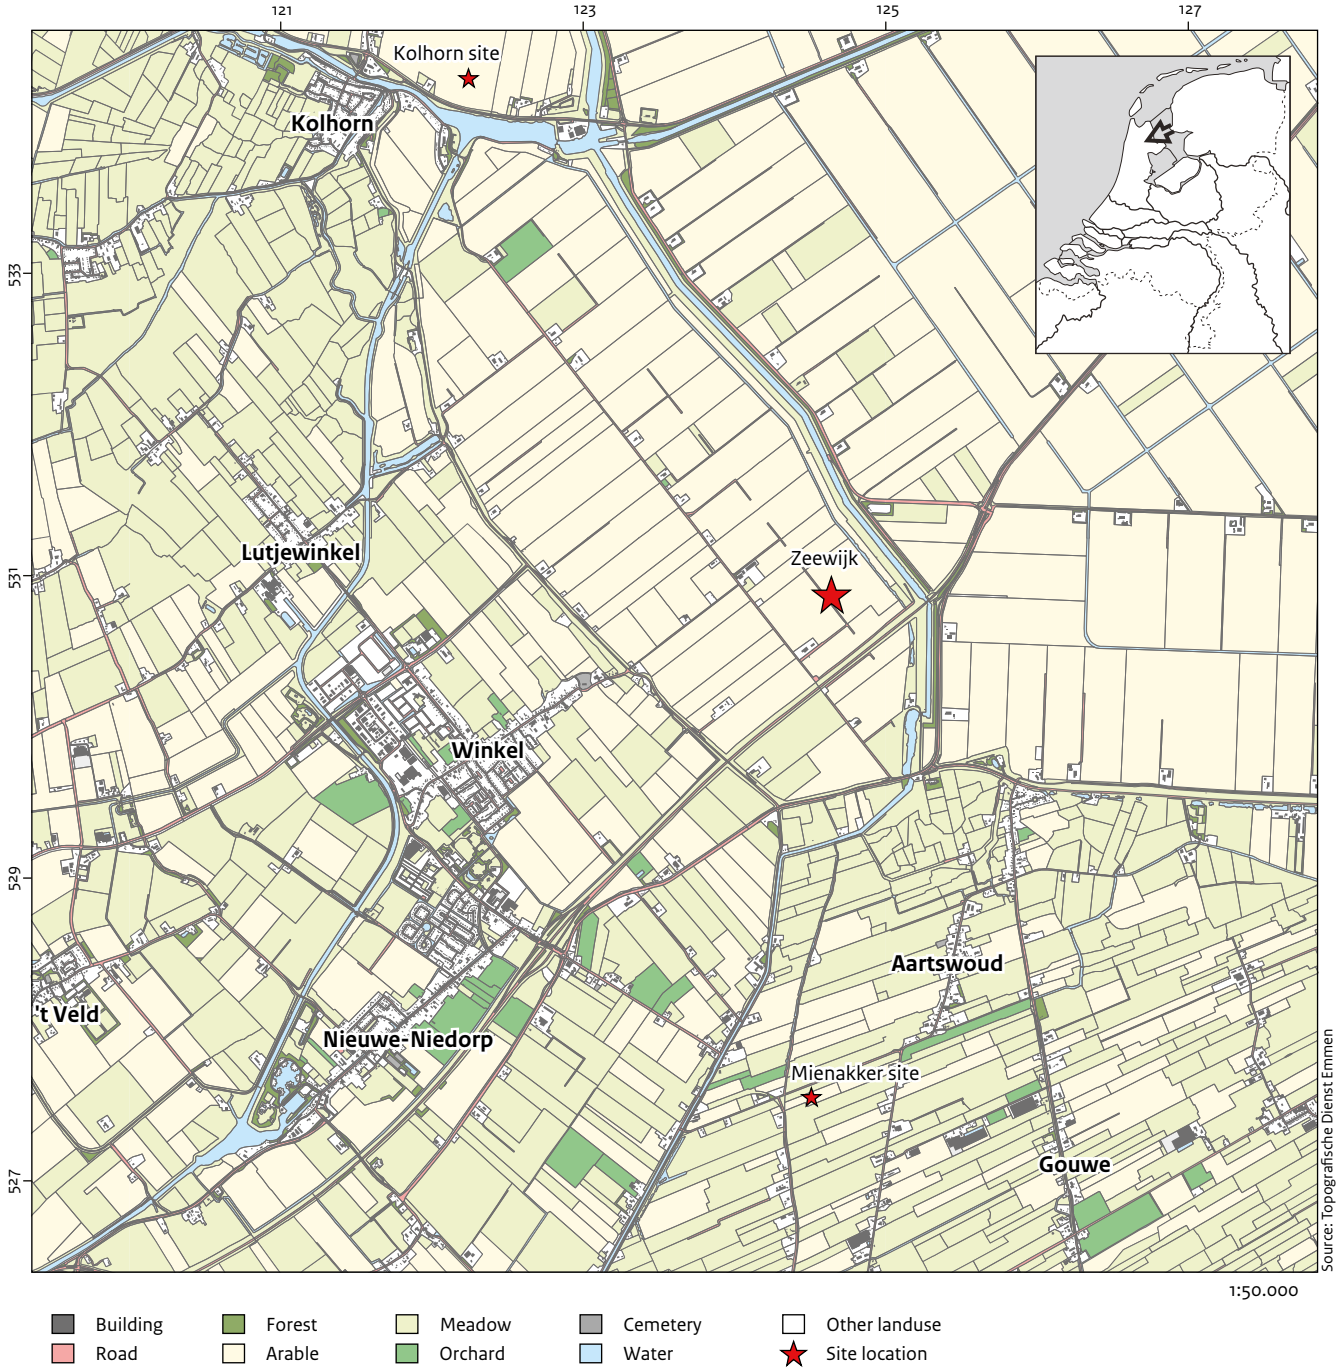 121
123
125
127
Kolhorn site
Kolhorn
533
Lutjewinkel
Zeewijk
531
Winkel
529
Aartswoud
't Veld
Nieuwe-Niedorp
Mienakker site
Gouwe
527
Source: Topografische Dienst Emmen
1:50.000
Building
Forest
Meadow
Cemetery
Other landuse
Road
Arable
Orchard
Water
Site location